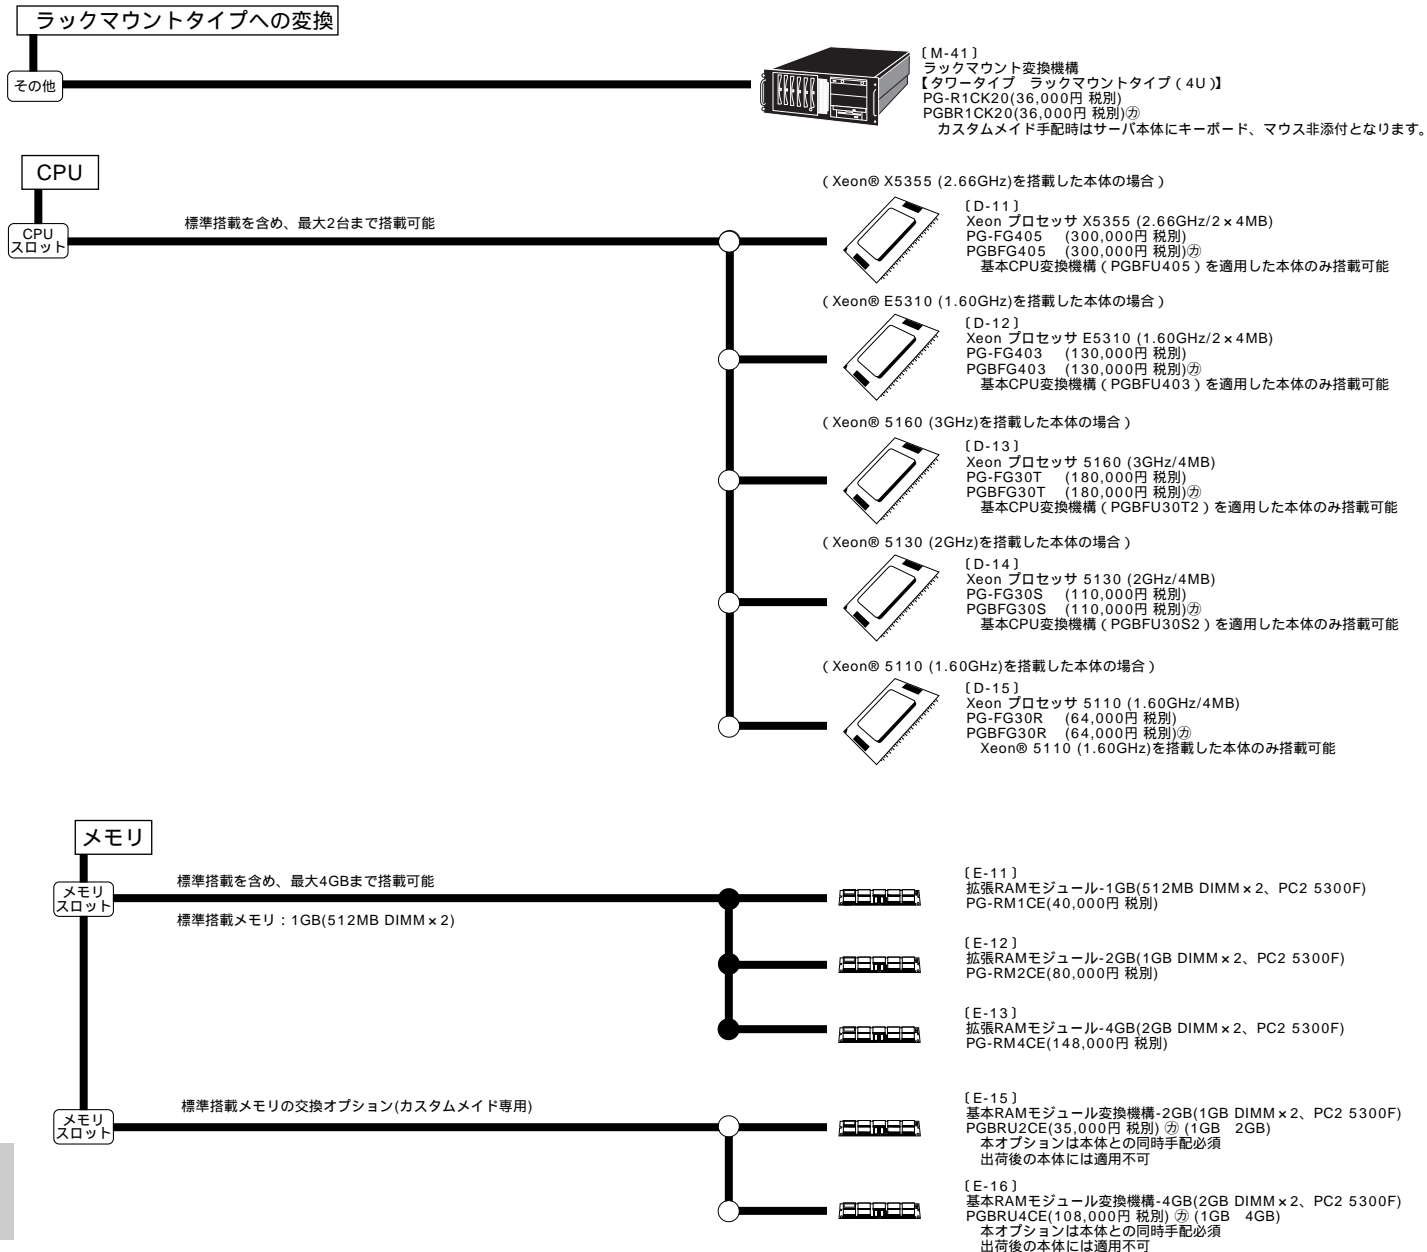 ラックマウントタイプへの変換
その他
〔M-41〕
ラックマウント変換機構
【タワータイプ　ラックマウントタイプ（4U）】
PG-R1CK20(36,000円 税別)
PGBR1CK20(36,000円 税別)㋕
カスタムメイド手配時はサーバ本体にキーボード、マウス非添付となります。
CPU
CPU
スロット
標準搭載を含め、最大2台まで搭載可能
（Xeon® X5355 (2.66GHz)を搭載した本体の場合）
〔D-11〕
Xeon プロセッサ X5355 (2.66GHz/2×4MB)
PG-FG405　(300,000円 税別)
PGBFG405　(300,000円 税別)㋕
基本CPU変換機構（PGBFU405）を適用した本体のみ搭載可能
（Xeon® E5310 (1.60GHz)を搭載した本体の場合）
〔D-12〕
Xeon プロセッサ E5310 (1.60GHz/2×4MB)
PG-FG403　(130,000円 税別)
PGBFG403　(130,000円 税別)㋕
基本CPU変換機構（PGBFU403）を適用した本体のみ搭載可能
（Xeon® 5160 (3GHz)を搭載した本体の場合）
〔D-13〕
Xeon プロセッサ 5160 (3GHz/4MB)
PG-FG30T　(180,000円 税別)
PGBFG30T　(180,000円 税別)㋕
基本CPU変換機構（PGBFU30T2）を適用した本体のみ搭載可能
（Xeon® 5130 (2GHz)を搭載した本体の場合）
〔D-14〕
Xeon プロセッサ 5130 (2GHz/4MB)
PG-FG30S　(110,000円 税別)
PGBFG30S　(110,000円 税別)㋕
基本CPU変換機構（PGBFU30S2）を適用した本体のみ搭載可能
（Xeon® 5110 (1.60GHz)を搭載した本体の場合）
〔D-15〕
Xeon プロセッサ 5110 (1.60GHz/4MB)
PG-FG30R　(64,000円 税別)
PGBFG30R　(64,000円 税別)㋕
Xeon® 5110 (1.60GHz)を搭載した本体のみ搭載可能
メモリ
メモリ
スロット
標準搭載を含め、最大4GBまで搭載可能
標準搭載メモリ：1GB(512MB DIMM×2)
〔E-11〕
拡張RAMモジュール-1GB(512MB DIMM×2、PC2 5300F)
PG-RM1CE(40,000円 税別)
〔E-12〕
拡張RAMモジュール-2GB(1GB DIMM×2、PC2 5300F)
PG-RM2CE(80,000円 税別)
〔E-13〕
拡張RAMモジュール-4GB(2GB DIMM×2、PC2 5300F)
PG-RM4CE(148,000円 税別)
メモリ
スロット
標準搭載メモリの交換オプション(カスタムメイド専用)
〔E-15〕
基本RAMモジュール変換機構-2GB(1GB DIMM×2、PC2 5300F)
PGBRU2CE(35,000円 税別) ㋕ (1GB　2GB)
本オプションは本体との同時手配必須
出荷後の本体には適用不可
〔E-16〕
基本RAMモジュール変換機構-4GB(2GB DIMM×2、PC2 5300F)
PGBRU4CE(108,000円 税別) ㋕ (1GB　4GB)
本オプションは本体との同時手配必須
出荷後の本体には適用不可